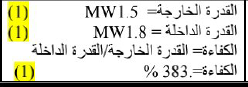 القدرة الخارجة= MW1.5 (1)
القدرة الداخلة = MW1.8 (1)
الكفاءة= القدرة الخارجة/القدرة الداخلة
الكفاءة=.383 % (1)